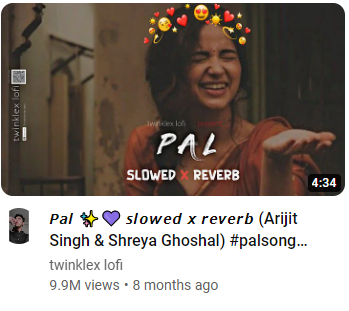 twinklex lofi
twinklex lofi
PAL
SLOWED X REVERB
4:34
Pal ✨💜 slowed x reverb (Arijit
Singh & Shreya Ghoshal) #palsong...
twinklex lofi
9.9M views • 8 months ago